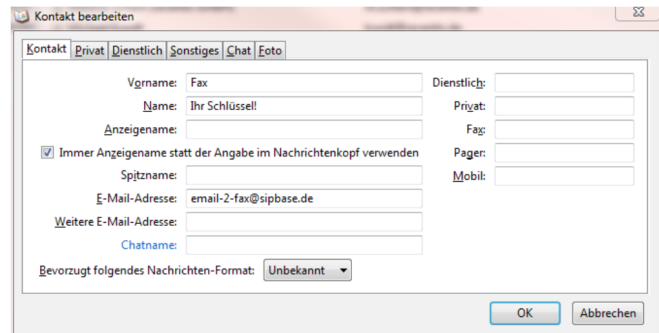 Kontakt bearbeiten
Kontakt Privat Dienstlich Sonstiges Chat Foto
Vorname: Fax Dienstlich:
Name: Ihr Schlüssel! Privat:
Anzeigename: Fax:
Immer Anzeigename statt der Angabe im Nachrichtenkopf verwenden Pager:
Spitzname: Mobil:
E-Mail-Adresse: email-2-fax@sipbase.de
Weitere E-Mail-Adresse:
Chatname:
Bevorzugt folgendes Nachrichten-Format: Unbekannt
OK Abbrechen